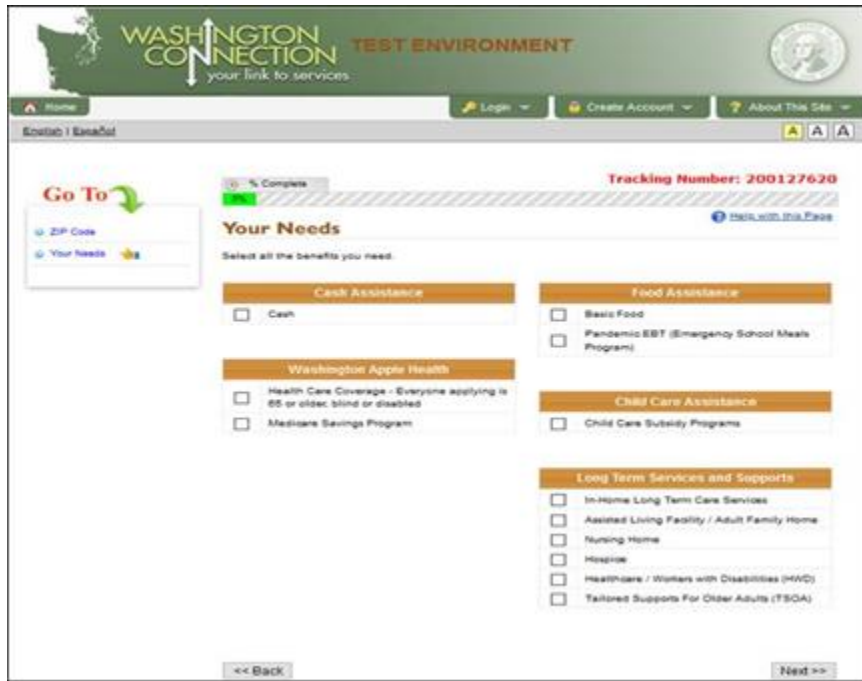 WASHINGTON
CONNECTION
your link to services
TEST ENVIRONMENT
Home
Login
Create Account
? About This Site
English | Español
A A A
Go To
ZIP Code
Your Needs
% Complete
Tracking Number: 200127620
Help with this Page
Your Needs
Select all the benefits you need.
Cash Assistance
Cash
Washington Apple Health
Health Care Coverage - Everyone applying is
65 or older, blind or disabled
Medicare Savings Program
Food Assistance
Basic Food
Pandemic EBT (Emergency School Meals
Program)
Child Care Assistance
Child Care Subsidy Programs
Long Term Services and Supports
In-Home Long Term Care Services
Assisted Living Facility / Adult Family Home
Nursing Home
Hospice
Healthcare / Workers with Disabilities (HWD)
Tailored Supports For Older Adults (TSOA)
<< Back
Next >>